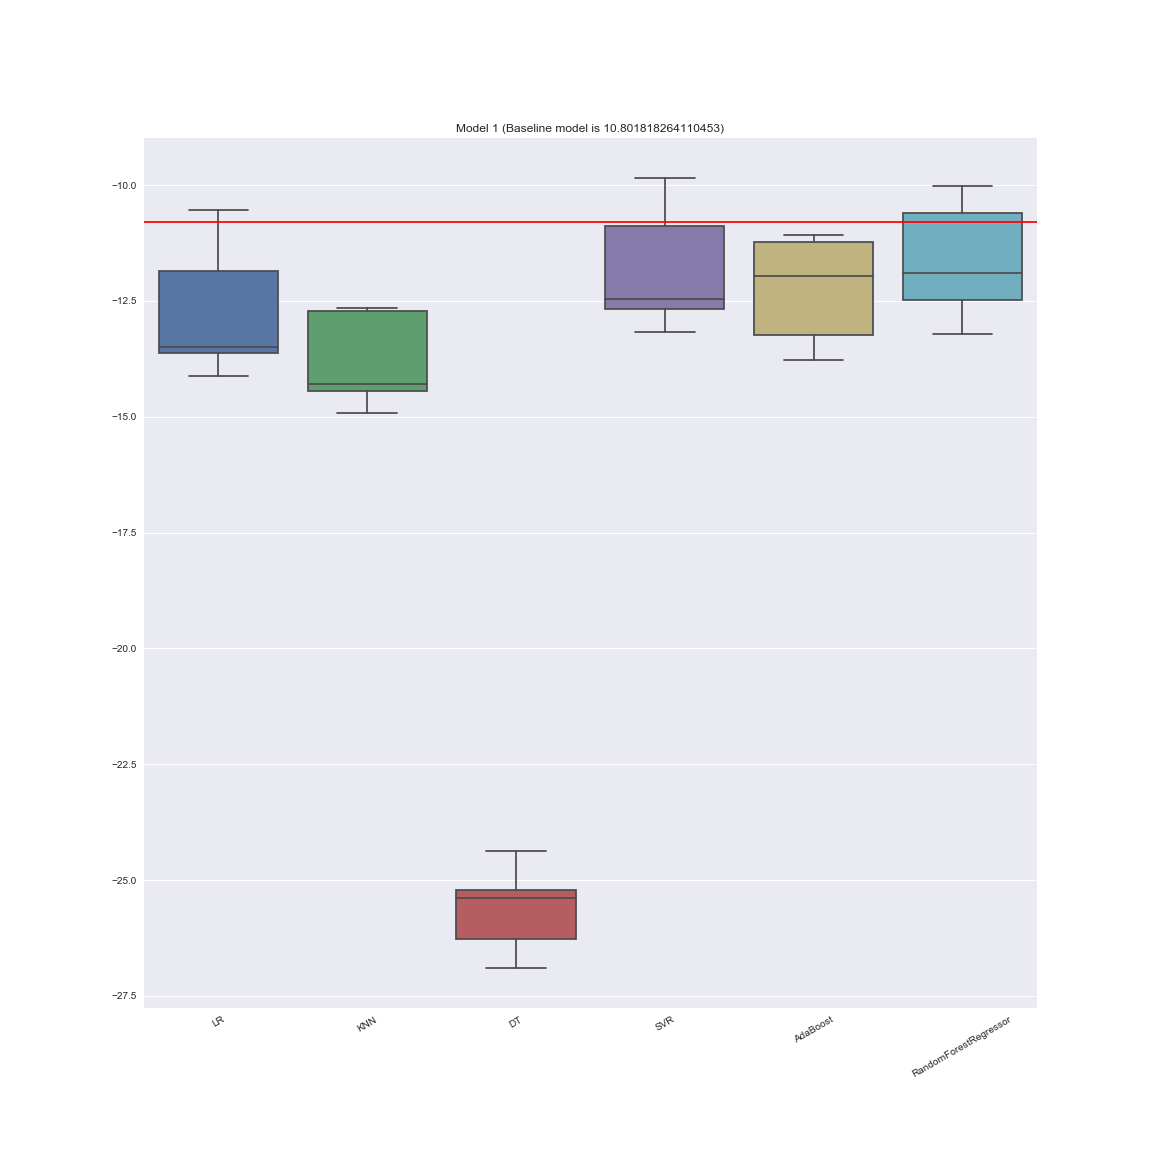 Model 1 (Baseline model is 10.801818264110453)
−10.0
−12.5
−15.0
−17.5
−20.0
−22.5
−25.0
−27.5
LR
KNN
DT
SVR
AdaBoost
RandomForestRegressor